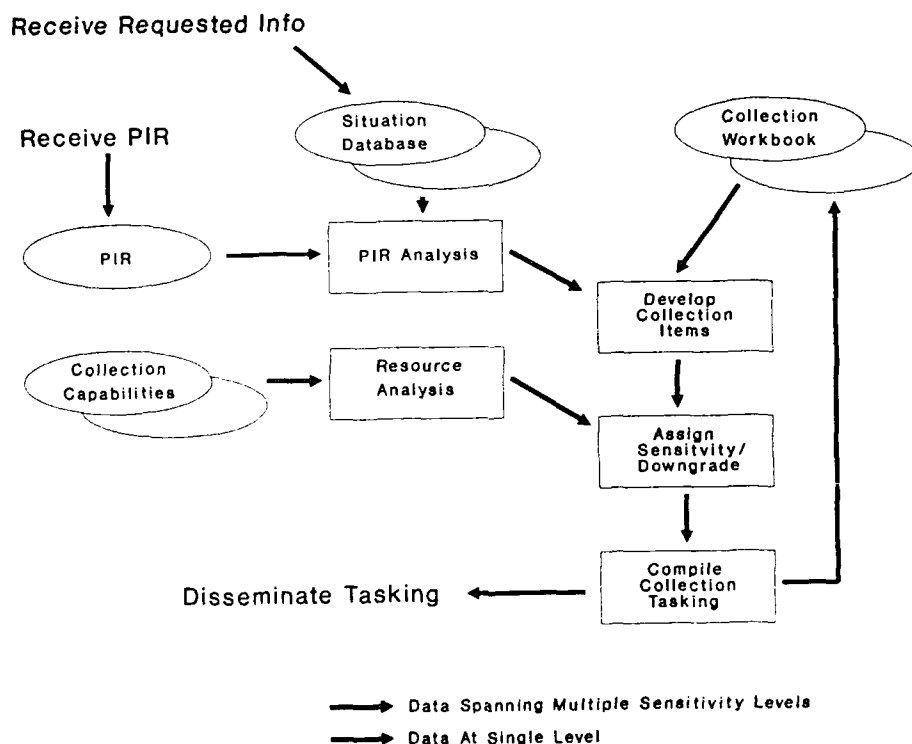 Receive Requested Info
Receive PIR
Situation
Database
Collection
Workbook
PIR
PIR Analysis
Develop
Collection
Items
Collection
Capabilities
Resource
Analysis
Assign
Sensitvity/
Downgrade
Compile
Collection
Tasking
Disseminate Tasking
Data Spanning Multiple Sensitivity Levels
Data At Single Level